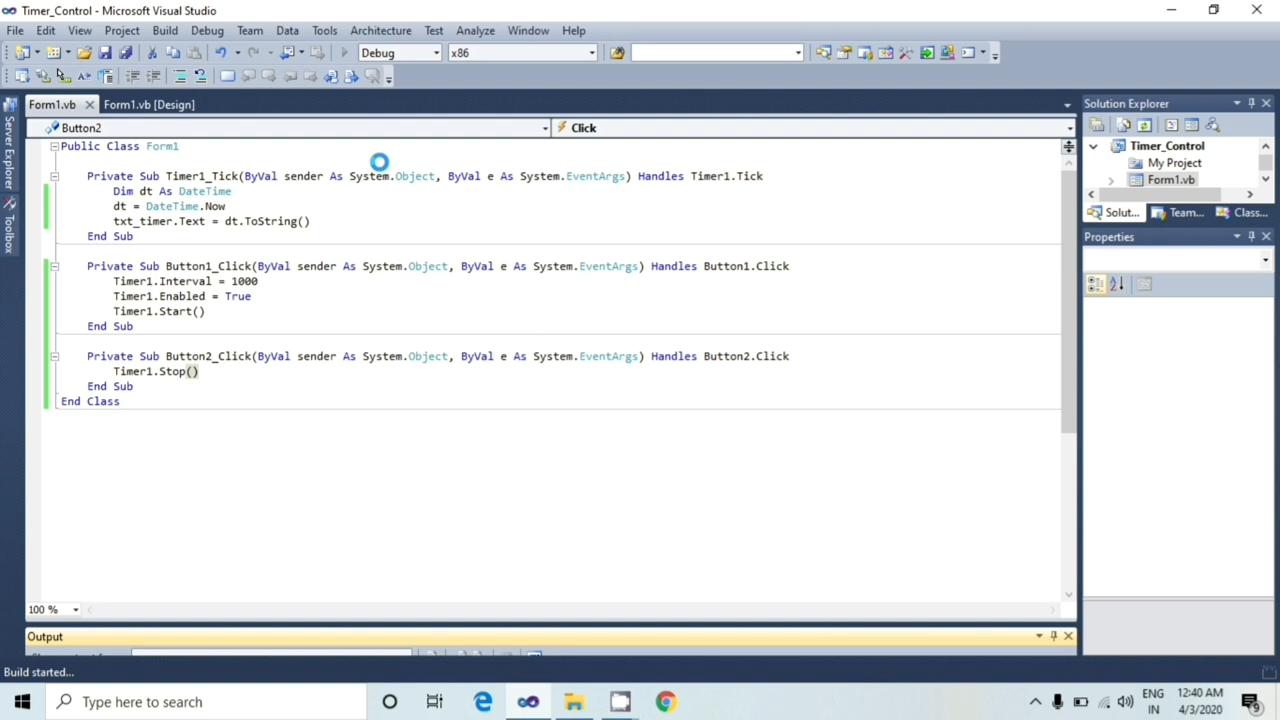 Timer_Control - Microsoft Visual Studio
File Edit View Project Build Debug Team Data Tools Architecture Test Analyze Window Help
Debug x86
Form1.vb Form1.vb [Design]
Button2 Click
Public Class Form1
Private Sub Timer1_Tick(ByVal sender As System.Object, ByVal e As System.EventArgs) Handles Timer1.Tick
Dim dt As DateTime
dt = DateTime.Now
txt_timer.Text = dt.ToString()
End Sub
Private Sub Button1_Click(ByVal sender As System.Object, ByVal e As System.EventArgs) Handles Button1.Click
Timer1.Interval = 1000
Timer1.Enabled = True
Timer1.Start()
End Sub
Private Sub Button2_Click(ByVal sender As System.Object, ByVal e As System.EventArgs) Handles Button2.Click
Timer1.Stop()
End Sub
End Class
100 %
Output
Build started...
Server Explorer
Toolbox
Solution Explorer
Timer_Control
My Project
Form1.vb
Solut... Team... Class...
Properties
Type here to search
ENG
IN
12:40 AM
4/3/2020
9